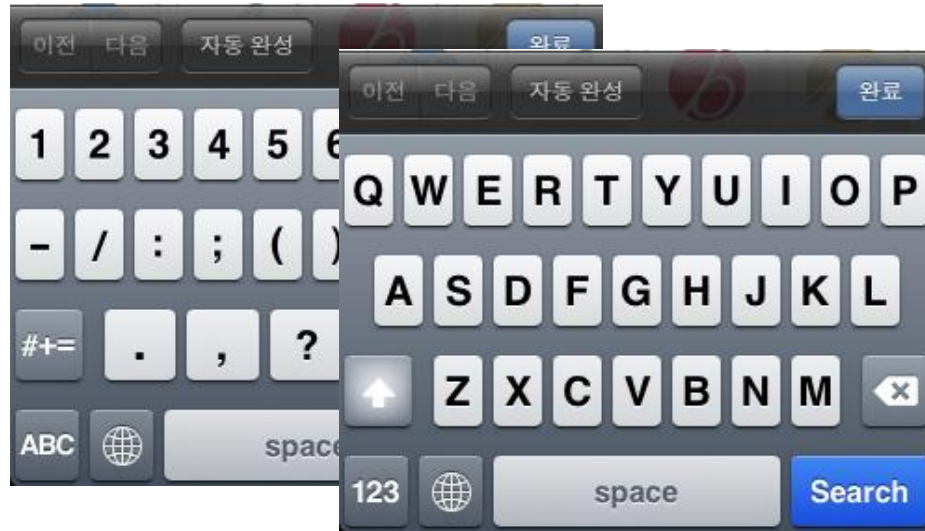 이전 다음 자동 완성 완료
1 2 3 4 5 6
- / : ; ( )
#+= . , ?
ABC space
이전 다음 자동 완성 완료
Q W E R T Y U I O P
A S D F G H J K L
Z X C V B N M
123 space Search